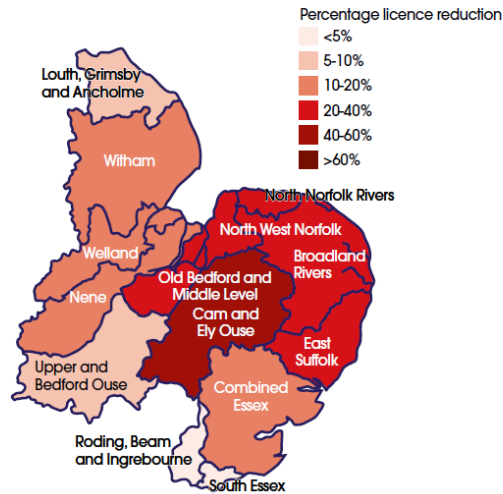 Percentage licence reduction
<5%
5-10%
10-20%
20-40%
40-60%
>60%
Louth, Grimsby
and Ancholme
Witham
North Norfolk Rivers
North West Norfolk
Welland
Broadland
Rivers
Old Bedford and
Middle Level
Nene
Cam and
Ely Ouse
East
Suffolk
Upper and
Bedford Ouse
Combined
Essex
Roding, Beam
and Ingrebourne
South Essex